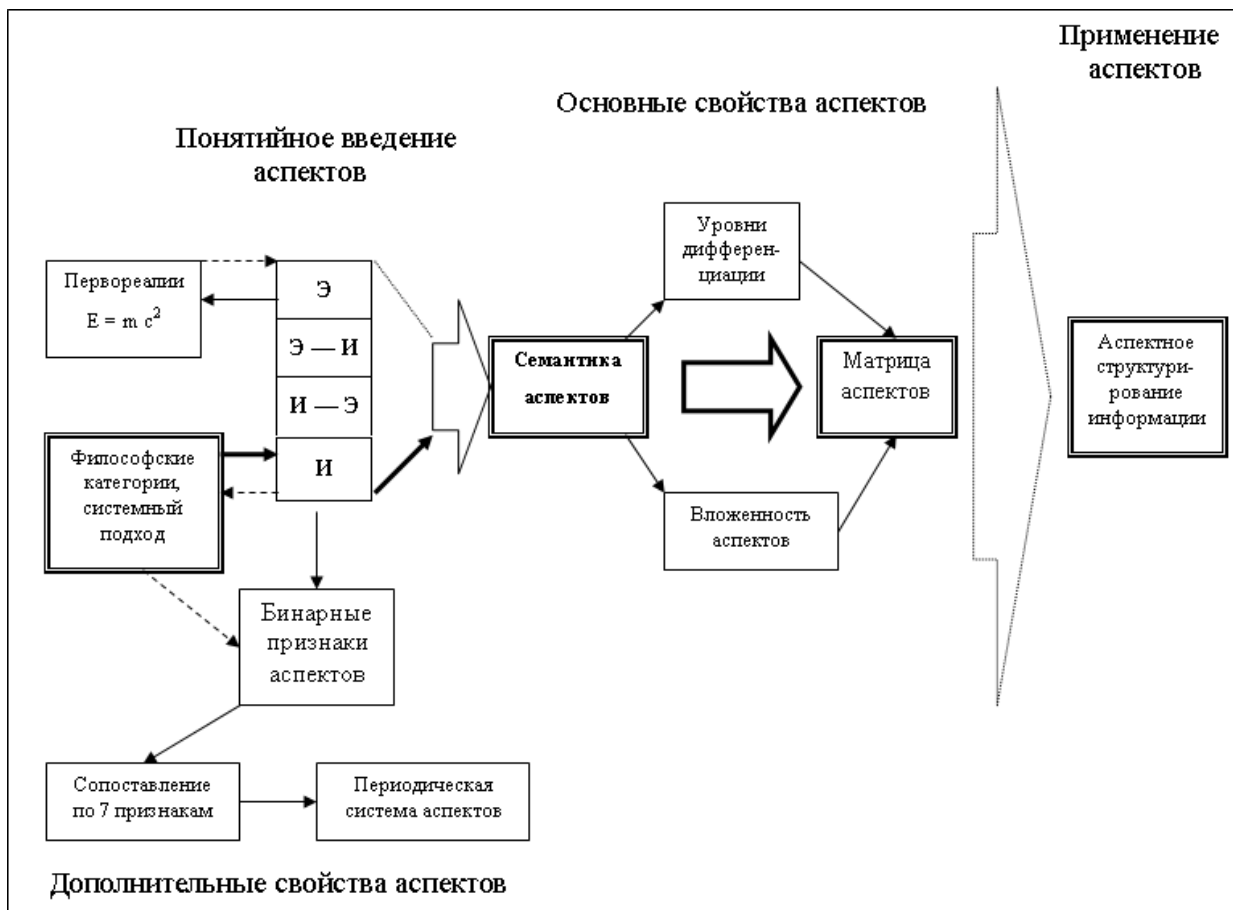 Применение
аспектов
Основные свойства аспектов
Понятийное введение
аспектов
Первореалии
E = m c²
Э
Э — И
И — Э
И
Философские
категории,
системный
подход
Бинарные
признаки
аспектов
Сопоставление
по 7 признакам
Периодическая
система аспектов
Дополнительные свойства аспектов
Семантика
аспектов
Уровни
дифферен-
циации
Вложенность
аспектов
Матрица
аспектов
Аспектное
структури-
рование
информации